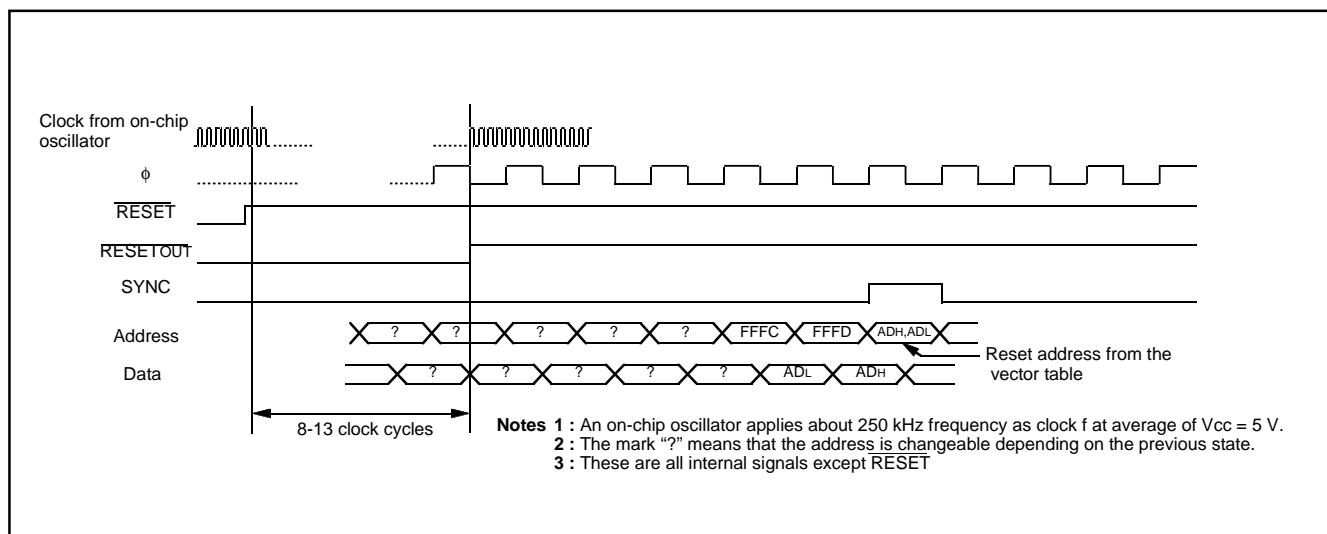 Clock from on-chip
oscillator
ϕ
RESET
RESETOUT
SYNC
Address
? ? ? ? ? FFFC FFFD ADH,ADL
Reset address from the
vector table
Data
? ? ? ? ? ADL ADH
8-13 clock cycles
Notes 1 : An on-chip oscillator applies about 250 kHz frequency as clock f at average of Vcc = 5 V.
2 : The mark “?” means that the address is changeable depending on the previous state.
3 : These are all internal signals except RESET